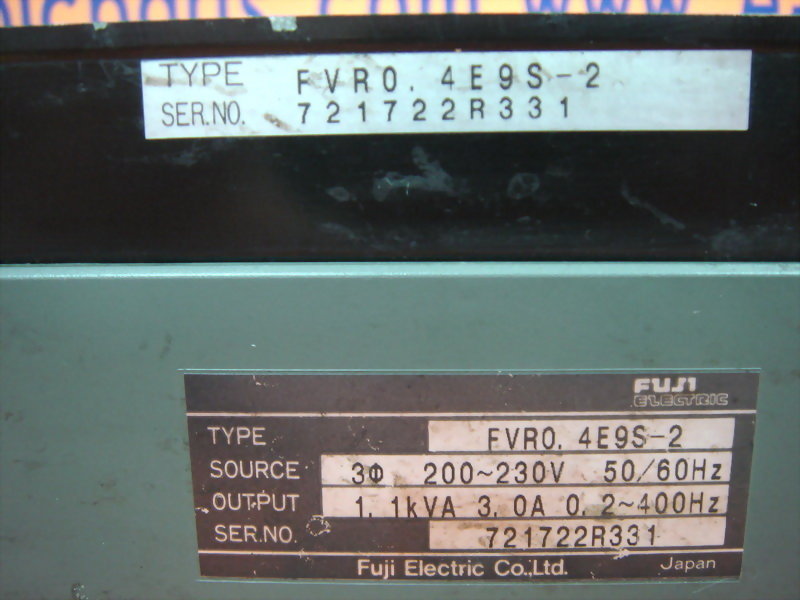 TYPE FVR0.4E9S-2
SER.NO. 721722R331
FUJI
ELECTRIC
TYPE FVR0.4E9S-2
SOURCE 3Φ 200~230V 50/60Hz
OUTPUT 1.1kVA 3.0A 0.2~400Hz
SER.NO. 721722R331
Fuji Electric Co.,Ltd. Japan